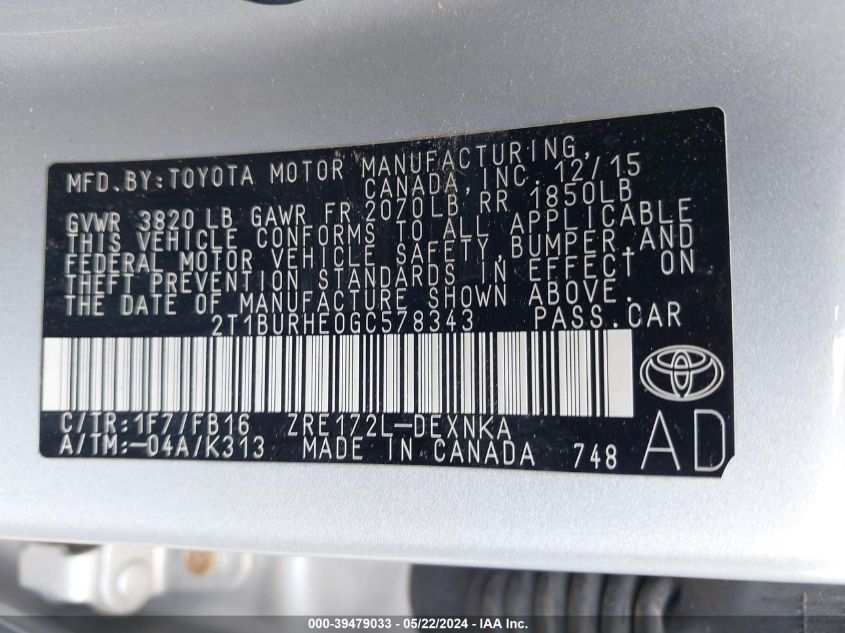 MFD.BY:TOYOTA MOTOR MANUFACTURING,
CANADA,INC. 12/15
GVWR 3820 LB GAWR FR 2070LB RR 1850LB
THIS VEHICLE CONFORMS TO ALL APPLICABLE
FEDERAL MOTOR VEHICLE SAFETY,BUMPER,AND
THEFT PREVENTION STANDARDS IN EFFECT ON
THE DATE OF MANUFACTURE SHOWN ABOVE.
2T1BURHE0GC578343 PASS.CAR
C/TR:1F7/FB16 ZRE172L-DEXNKA
A/TM:-04A/K313 MADE IN CANADA 748
AD
000-39479033 - 05/22/2024 - IAA Inc.